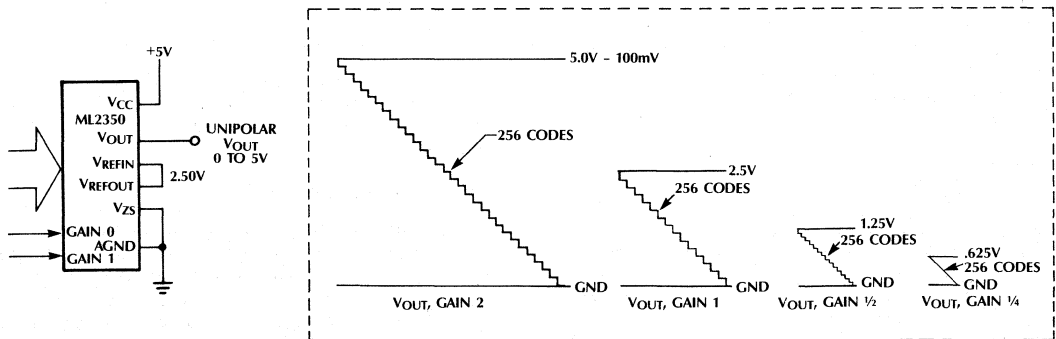 +5V
VCC
ML2350
VOUT
UNIPOLAR
VOUT
0 TO 5V
VREFIN
2.50V
VREFOUT
VZS
GAIN 0
AGND
GAIN 1
5.0V – 100mV
256 CODES
GND
VOUT, GAIN 2
2.5V
256 CODES
GND
VOUT, GAIN 1
1.25V
256 CODES
GND
VOUT, GAIN ½
.625V
256 CODES
GND
VOUT, GAIN ¼